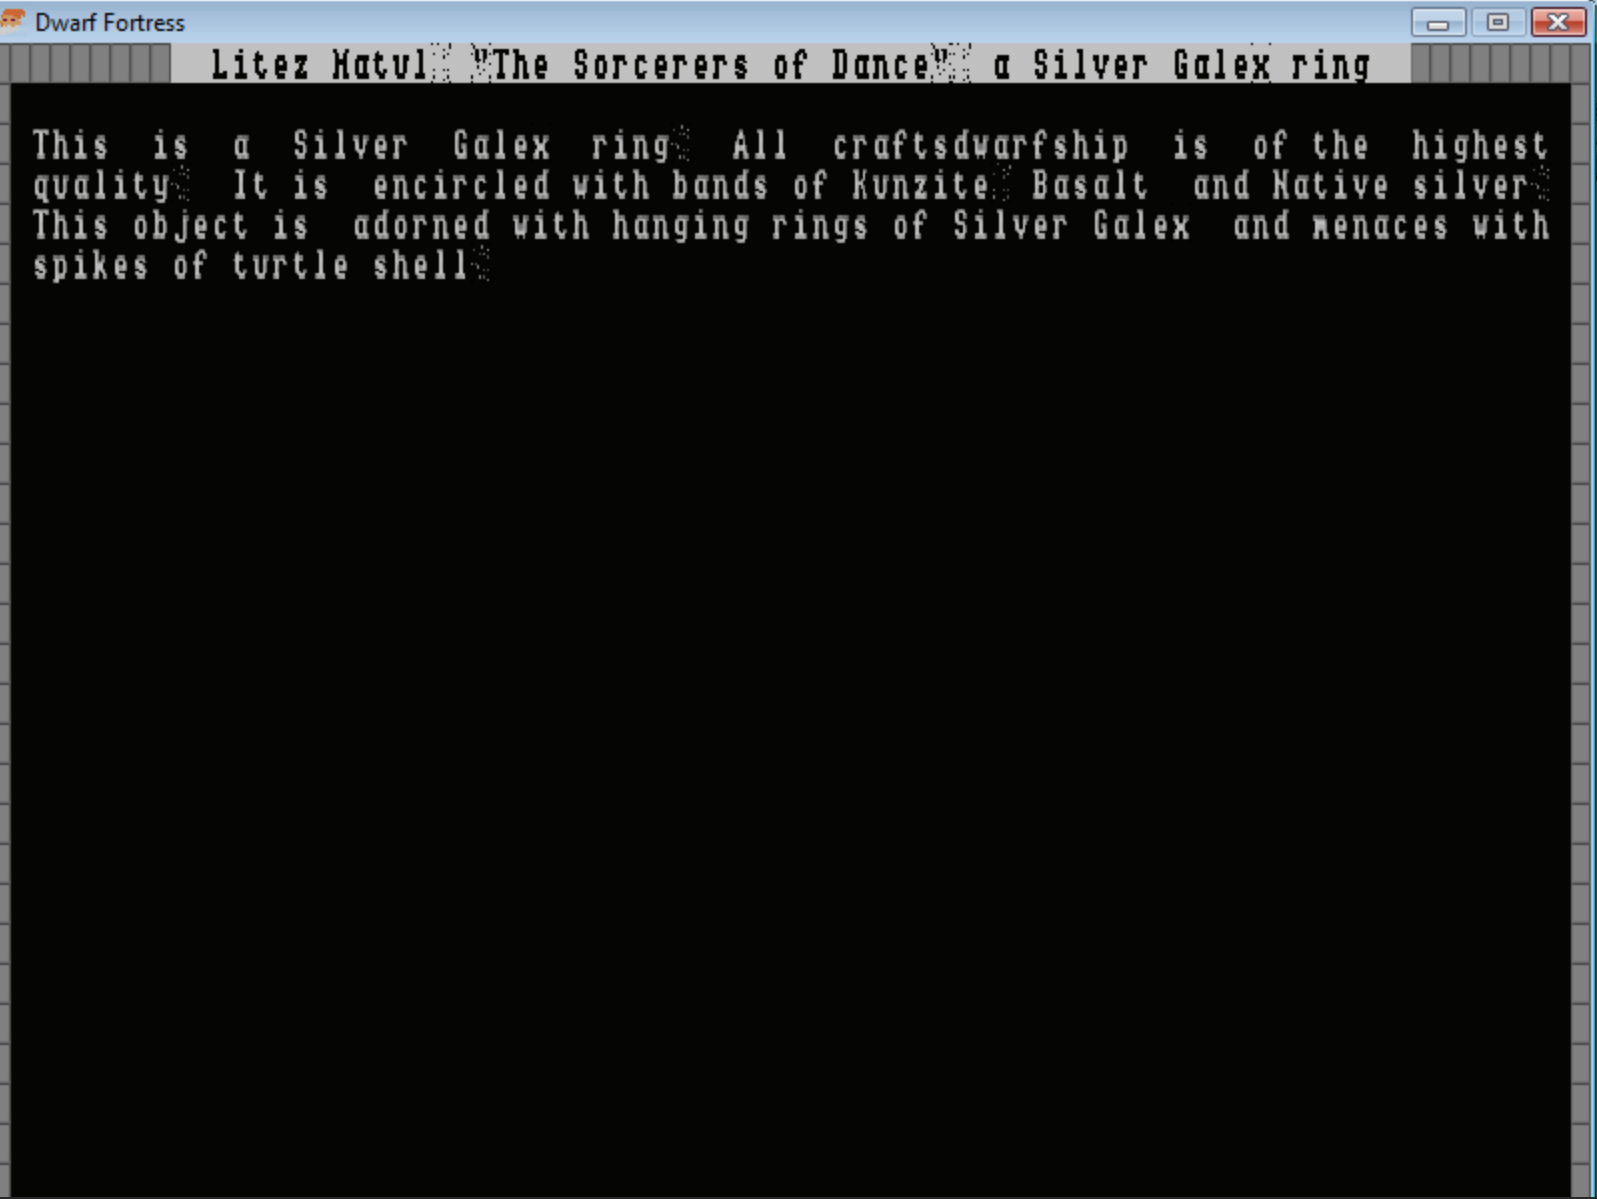 Dwarf Fortress
Litez Matul, "The Sorcerers of Dance", a Silver Galex ring
This is a Silver Galex ring. All craftsdwarfship is of the highest
quality. It is encircled with bands of Kunzite, Basalt and Native silver.
This object is adorned with hanging rings of Silver Galex and menaces with
spikes of turtle shell.